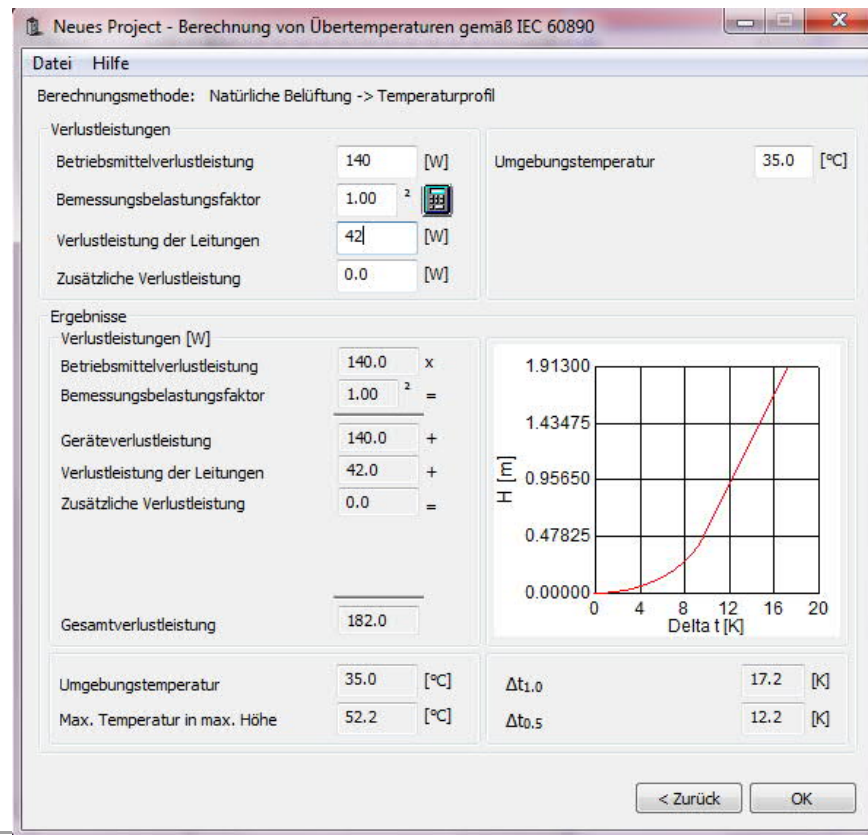 Neues Project - Berechnung von Übertemperaturen gemäß IEC 60890
Datei Hilfe
Berechnungsmethode: Natürliche Belüftung -> Temperaturprofil
Verlustleistungen
Betriebsmittelverlustleistung 140 [W]
Bemessungsbelastungsfaktor 1.00 ²
Verlustleistung der Leitungen 42 [W]
Zusätzliche Verlustleistung 0.0 [W]
Umgebungstemperatur 35.0 [°C]
Ergebnisse
Verlustleistungen [W]
Betriebsmittelverlustleistung 140.0 x
Bemessungsbelastungsfaktor 1.00 ² =
Geräteverlustleistung 140.0 +
Verlustleistung der Leitungen 42.0 +
Zusätzliche Verlustleistung 0.0 =
Gesamtverlustleistung 182.0
1.91300
1.43475
0.95650
0.47825
0.00000
H [m]
0 4 8 12 16 20
Delta t [K]
Umgebungstemperatur 35.0 [°C]
Max. Temperatur in max. Höhe 52.2 [°C]
Δt1.0 17.2 [K]
Δt0.5 12.2 [K]
< Zurück OK